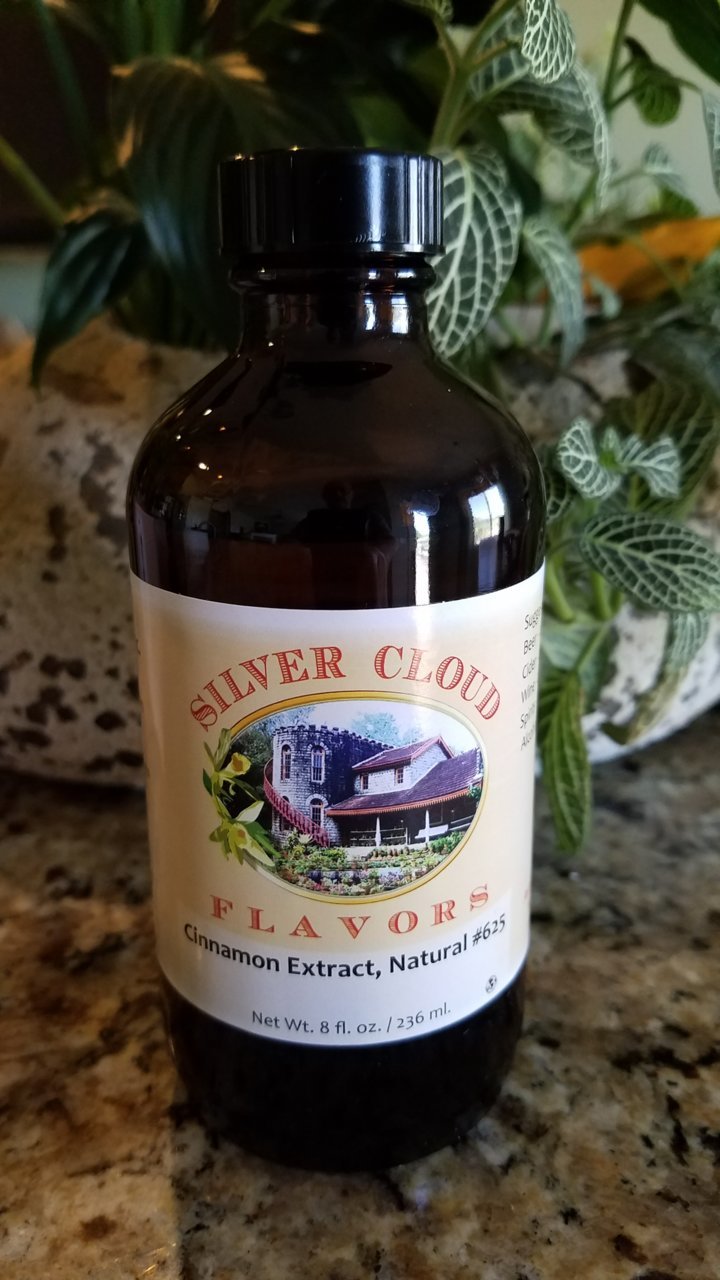 SILVER CLOUD
FLAVORS
Cinnamon Extract, Natural #625
Net Wt. 8 fl. oz. / 236 ml.